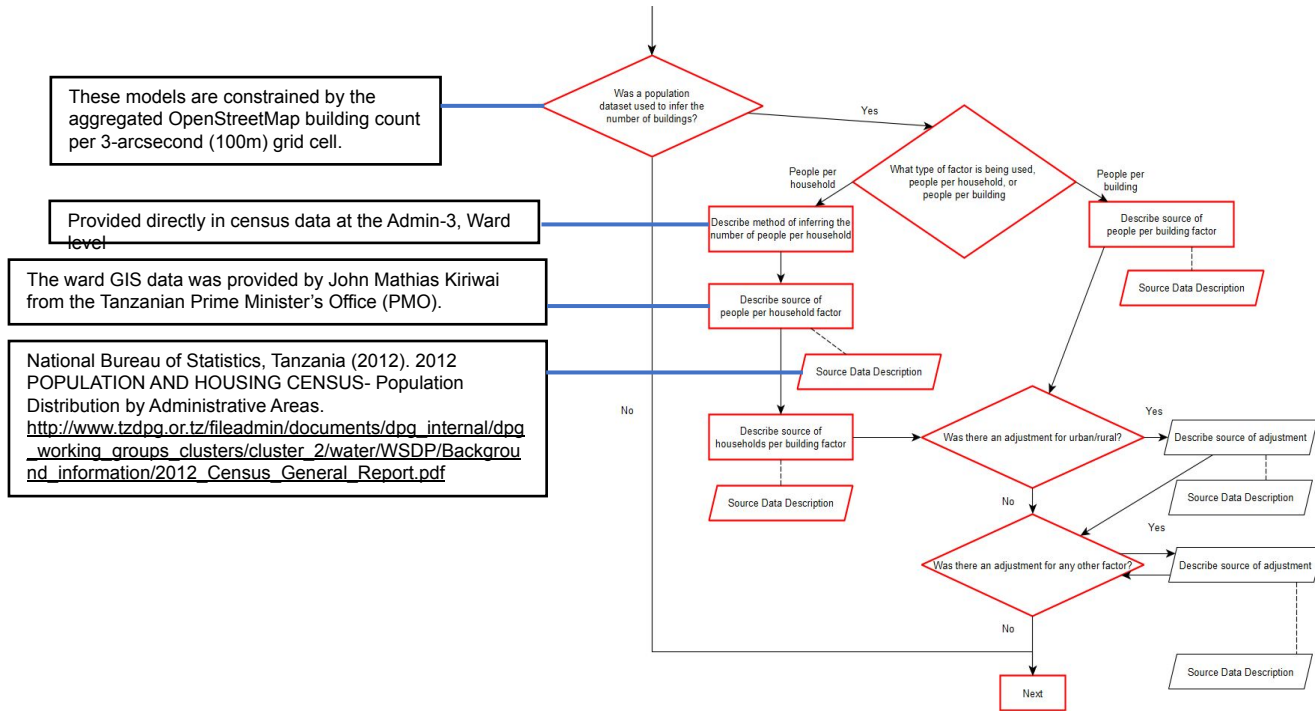 These models are constrained by the
aggregated OpenStreetMap building count
per 3-arcsecond (100m) grid cell.
Was a population
dataset used to infer the
number of buildings?
Yes
What type of factor is being used,
people per household, or
people per building
People per
household
People per
building
Provided directly in census data at the Admin-3, Ward
level
Describe method of inferring the
number of people per household
Describe source of
people per building factor
Source Data Description
The ward GIS data was provided by John Mathias Kiriwai
from the Tanzanian Prime Minister's Office (PMO).
Describe source of
people per household factor
Source Data Description
National Bureau of Statistics, Tanzania (2012). 2012
POPULATION AND HOUSING CENSUS- Population
Distribution by Administrative Areas.
http://www.tzdpg.or.tz/fileadmin/documents/dpg_internal/dpg
_working_groups_clusters/cluster_2/water/WSDP/Backgrou
nd_information/2012_Census_General_Report.pdf
No
Describe source of
households per building factor
Source Data Description
Was there an adjustment for urban/rural?
Yes
Describe source of adjustment
Source Data Description
No
Was there an adjustment for any other factor?
Yes
Describe source of adjustment
Source Data Description
No
Next